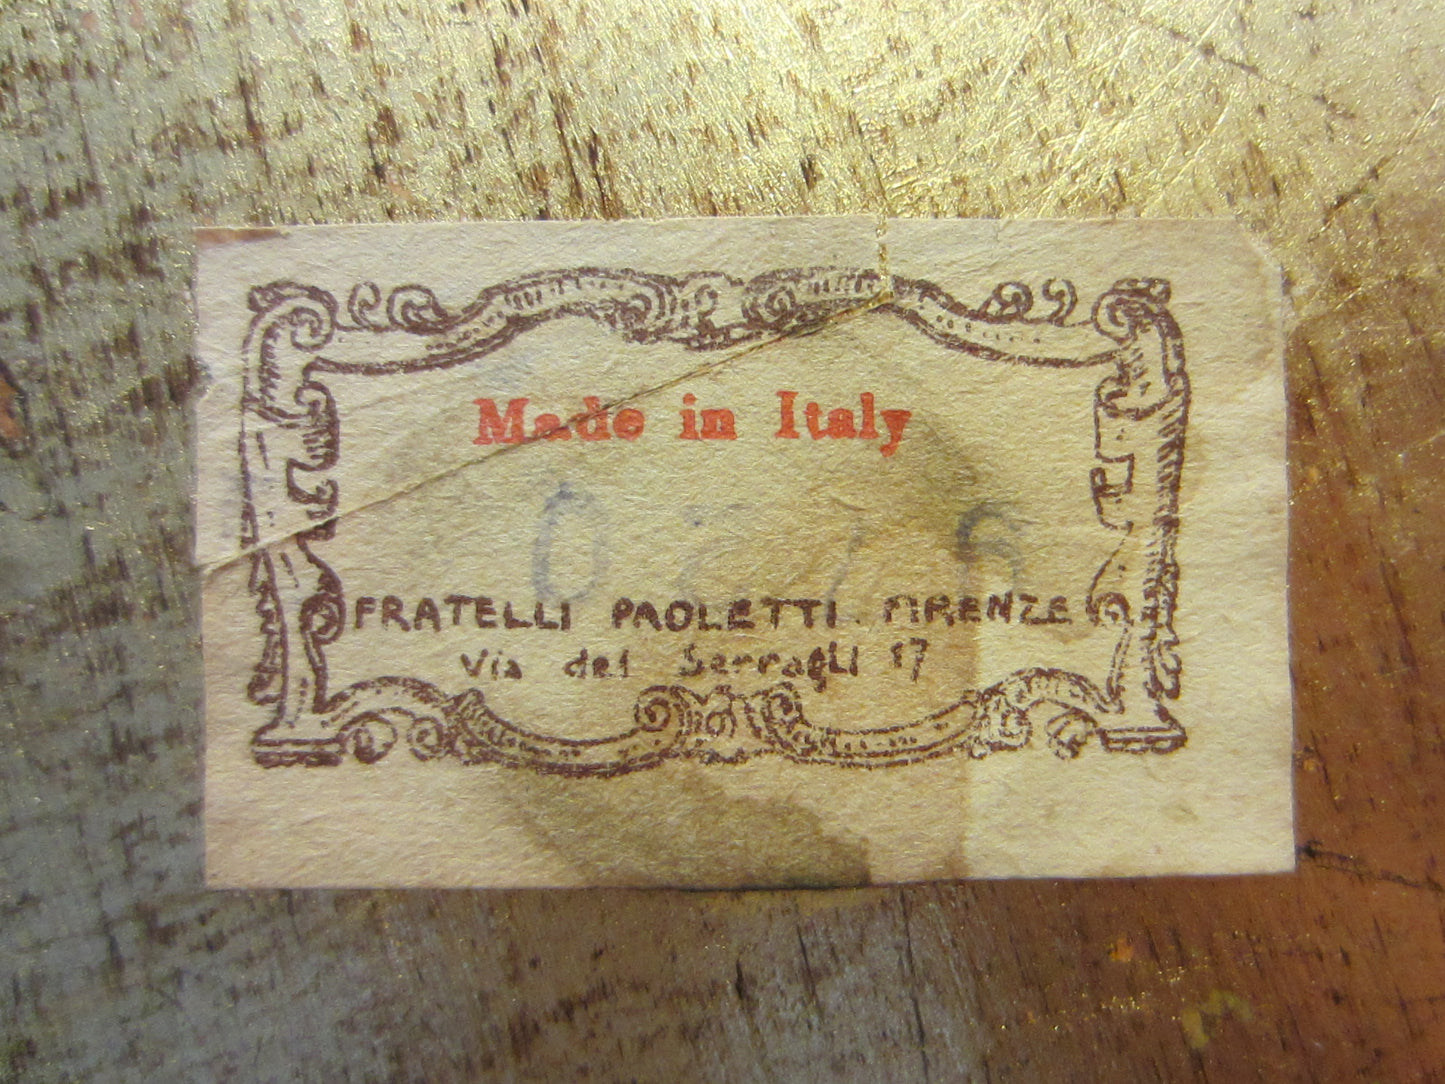 Made in Italy
FRATELLI PAOLETTI . FIRENZE
Via dei Serragli 17